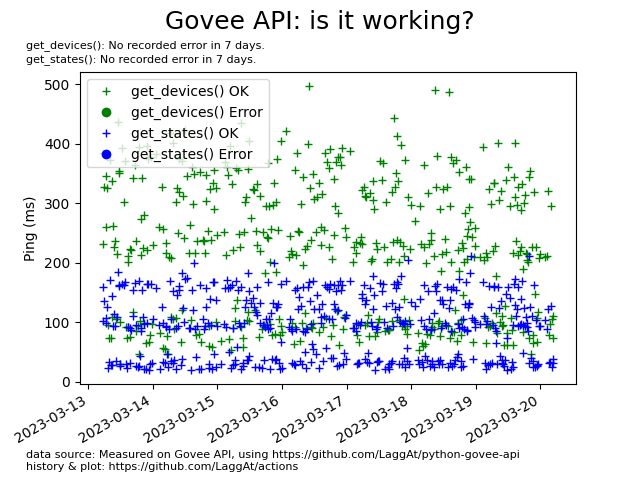 Govee API: is it working?
get_devices(): No recorded error in 7 days.
get_states(): No recorded error in 7 days.
get_devices() OK
get_devices() Error
get_states() OK
get_states() Error
Ping (ms)
500
400
300
200
100
0
2023-03-13
2023-03-14
2023-03-15
2023-03-16
2023-03-17
2023-03-18
2023-03-19
2023-03-20
data source: Measured on Govee API, using https://github.com/LaggAt/python-govee-api
history & plot: https://github.com/LaggAt/actions